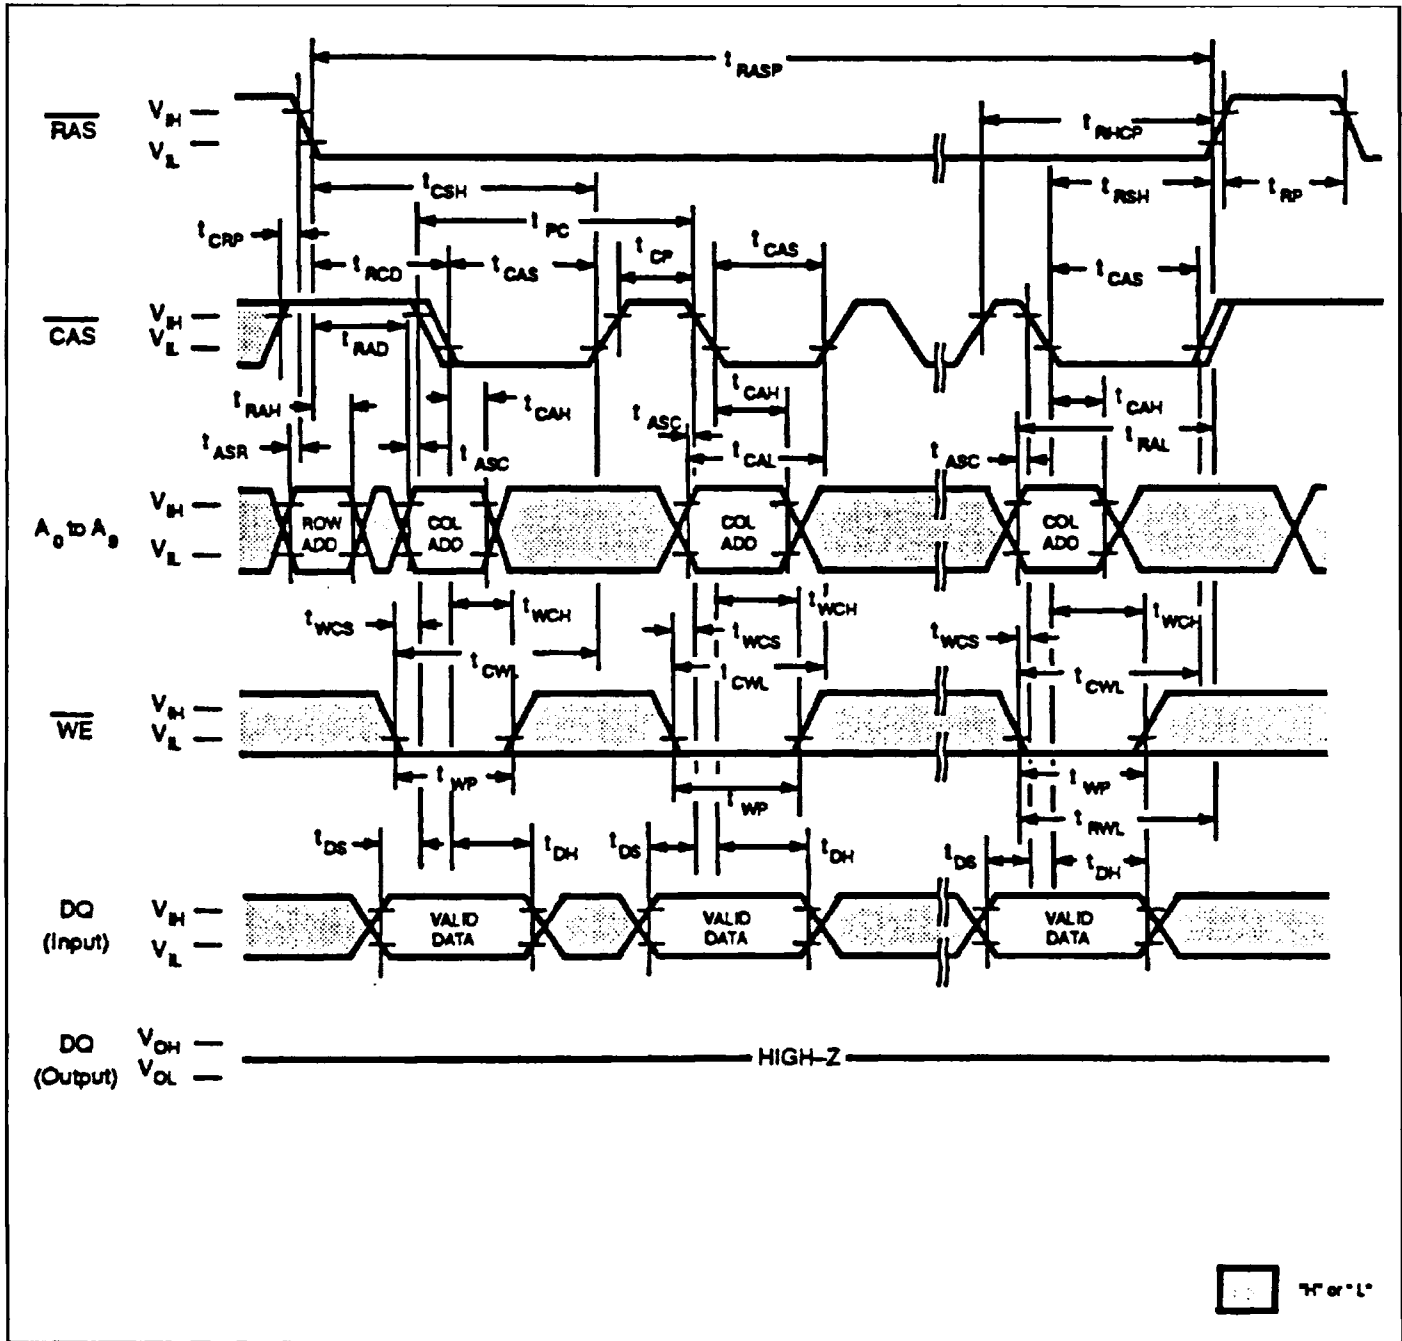 t RASP
RAS
V IH
V IL
t RHCP
t CSH
t RSH
t RP
t CRP
t PC
t RCD
t CAS
t CP
t CAS
t CAS
CAS
V IH
V IL
t RAD
t RAH
t CAH
t CAH
t CAH
t ASR
t ASC
t ASC
t CAL
t ASC
t RAL
A0 to A9
V IH
V IL
ROW ADD
COL ADD
COL ADD
COL ADD
t WCS
t WCH
t WCS
t WCH
t WCS
t WCH
t CWL
t CWL
t CWL
WE
V IH
V IL
t WP
t WP
t WP
t RWL
t DS
t DH
t DS
t DH
t DS
t DH
DQ (Input)
V IH
V IL
VALID DATA
VALID DATA
VALID DATA
DQ (Output)
V OH
V OL
HIGH-Z
"H" or "L"